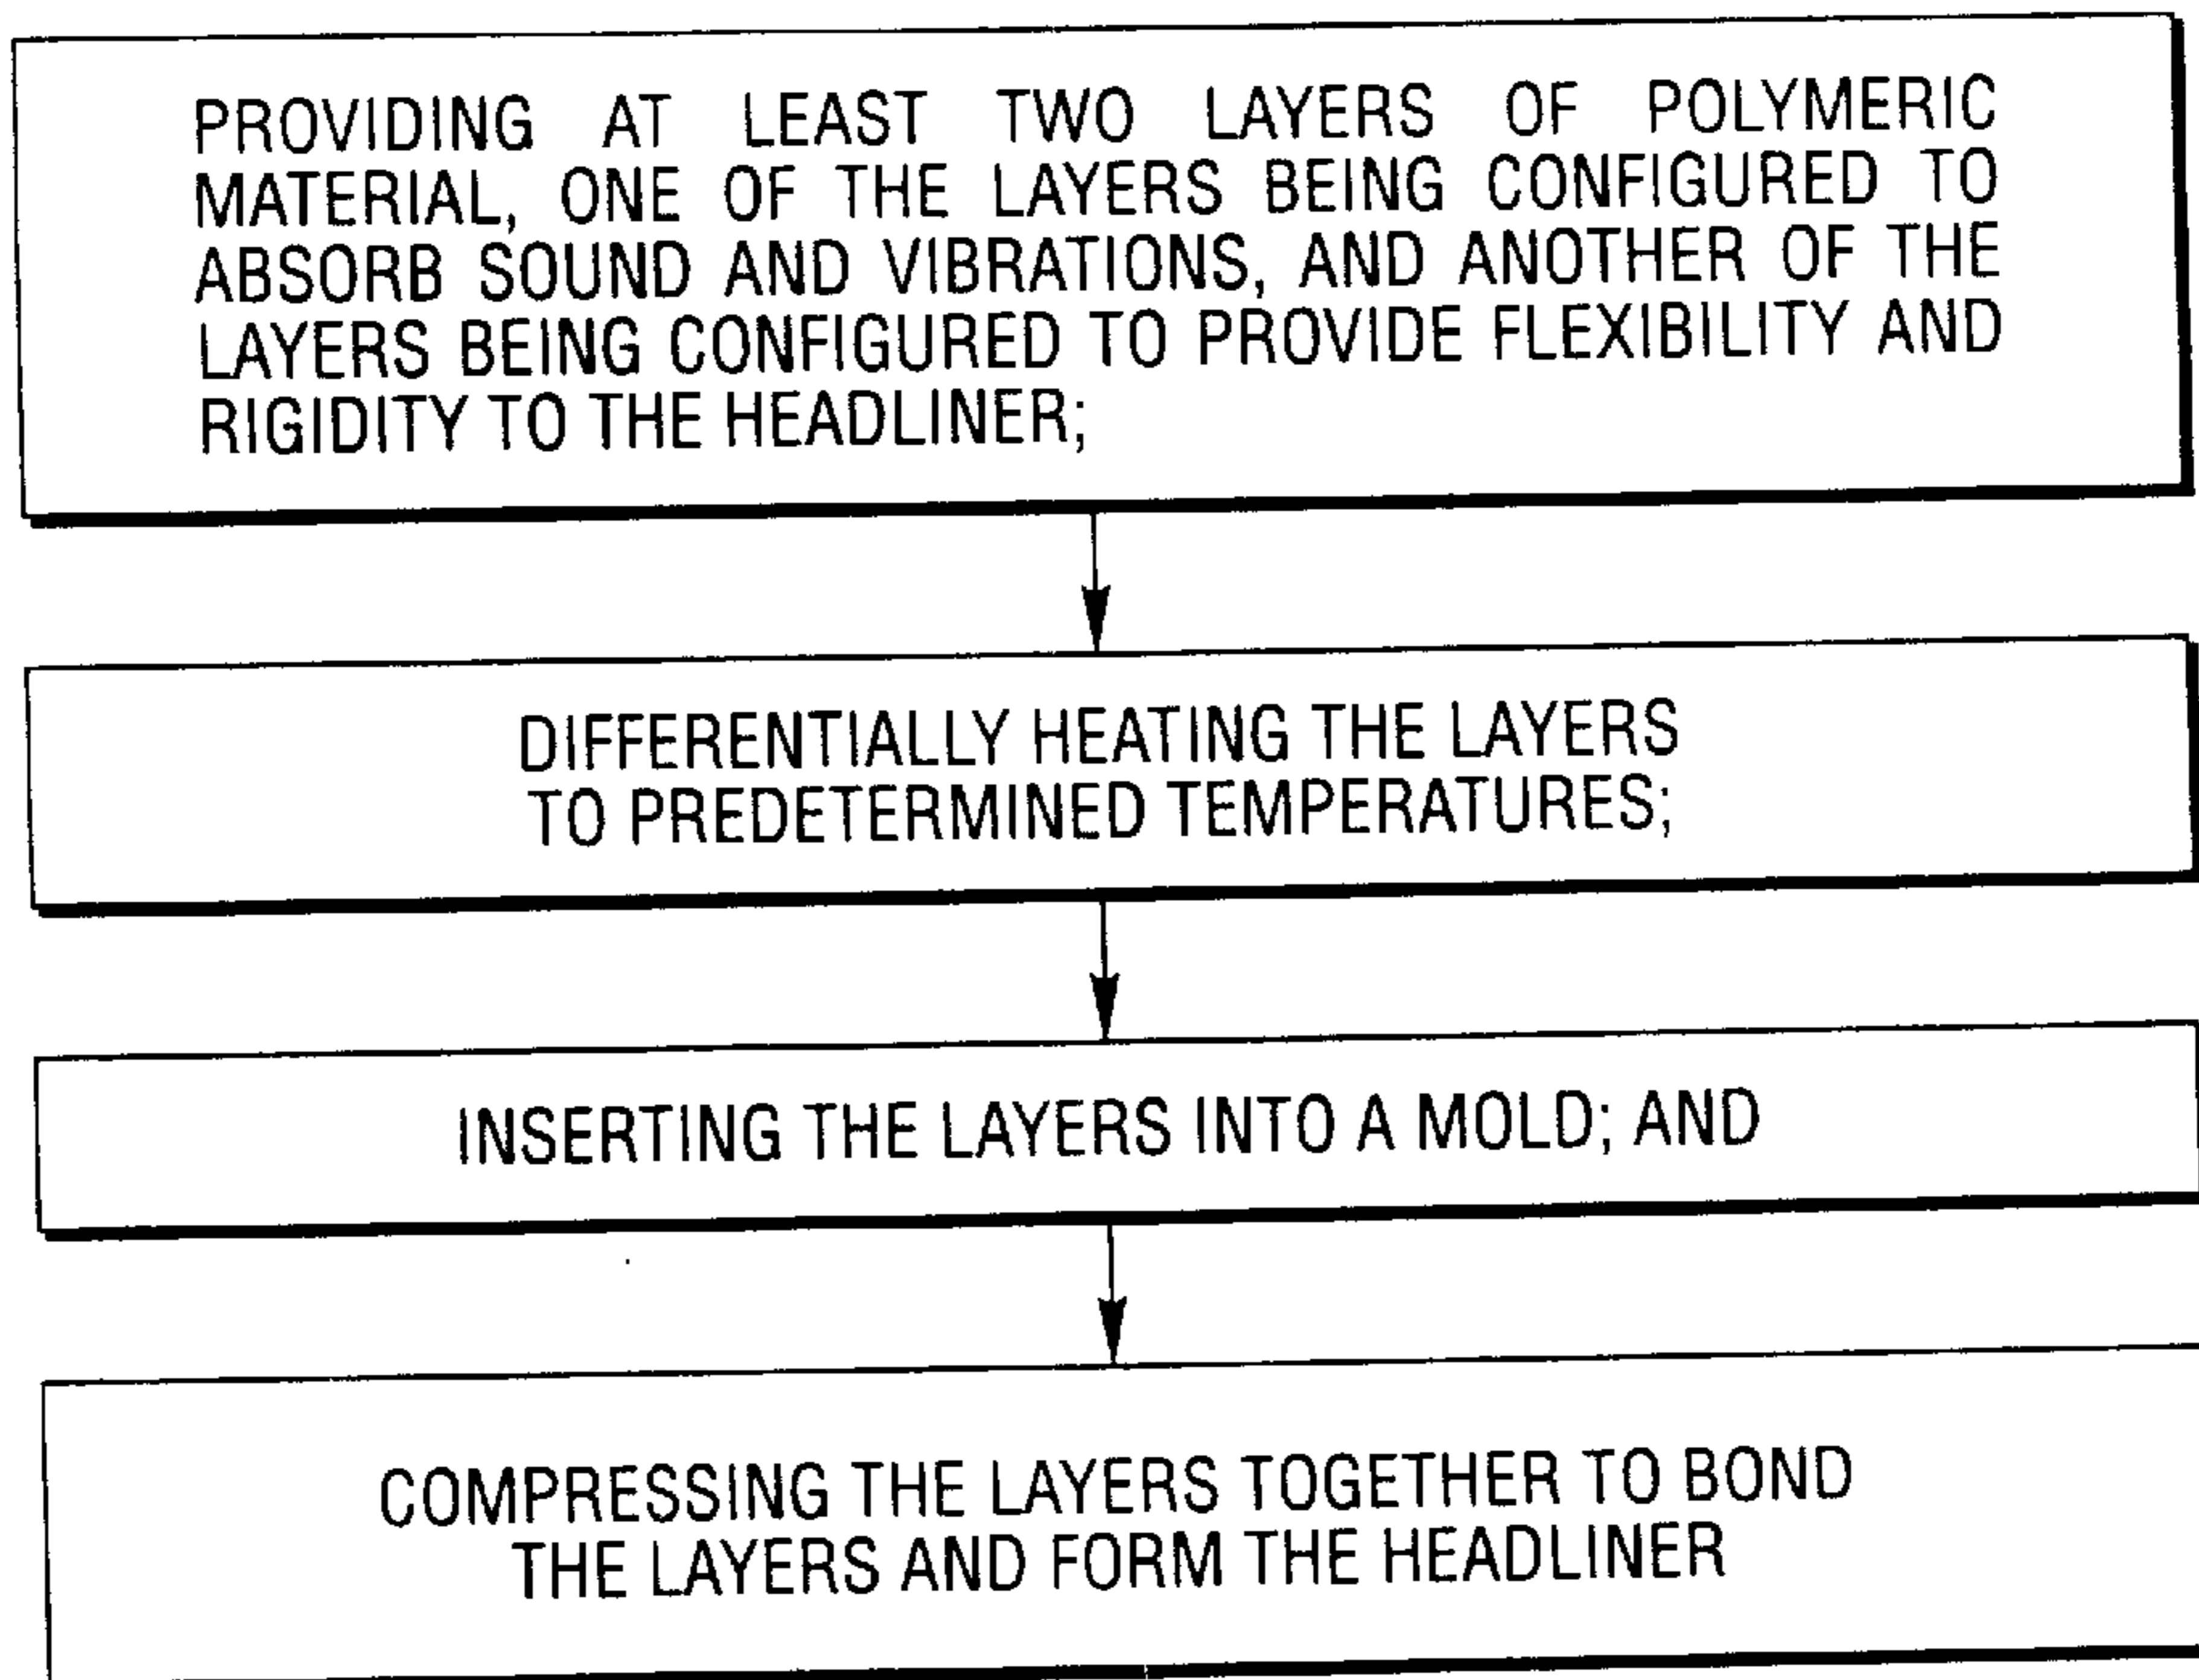 PROVIDING AT LEAST TWO LAYERS OF POLYMERIC
MATERIAL, ONE OF THE LAYERS BEING CONFIGURED TO
ABSORB SOUND AND VIBRATIONS, AND ANOTHER OF THE
LAYERS BEING CONFIGURED TO PROVIDE FLEXIBILITY AND
RIGIDITY TO THE HEADLINER;
DIFFERENTIALLY HEATING THE LAYERS
TO PREDETERMINED TEMPERATURES;
INSERTING THE LAYERS INTO A MOLD; AND
COMPRESSING THE LAYERS TOGETHER TO BOND
THE LAYERS AND FORM THE HEADLINER